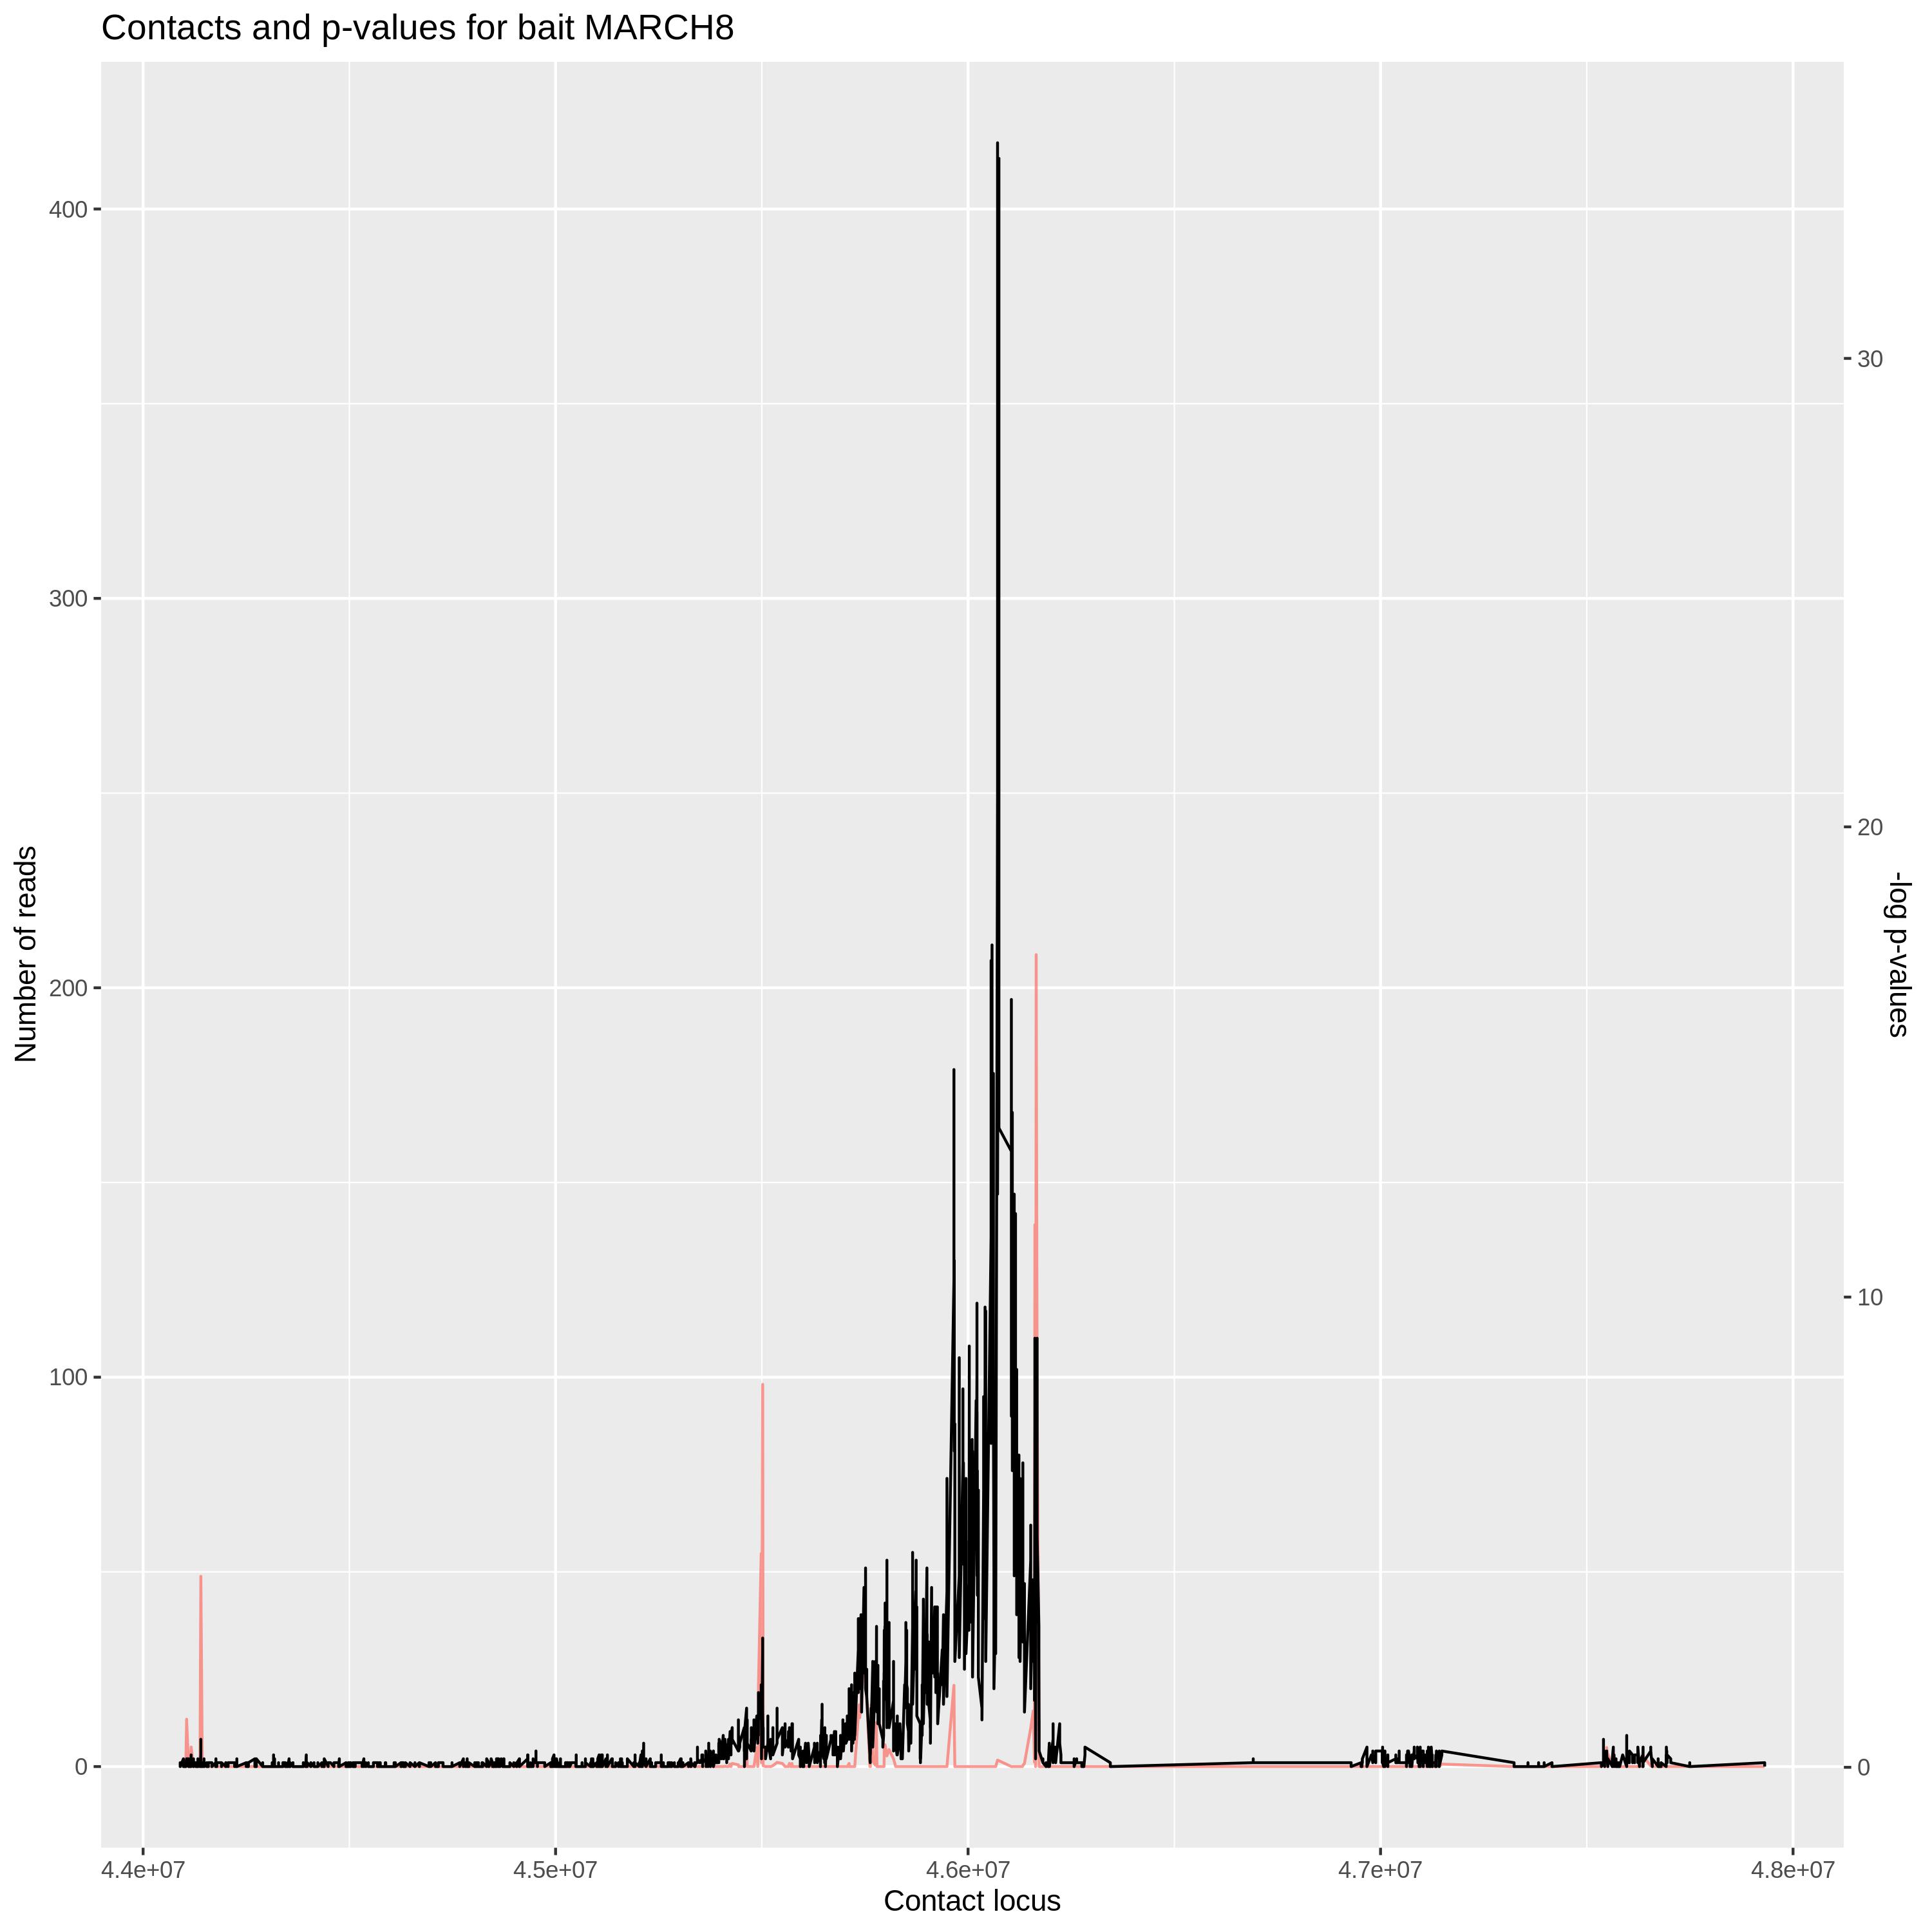 Contacts and p-values for bait MARCH8
400
300
200
100
0
30
20
10
0
Number of reads
-log p-values
4.4e+07
4.5e+07
4.6e+07
4.7e+07
4.8e+07
Contact locus